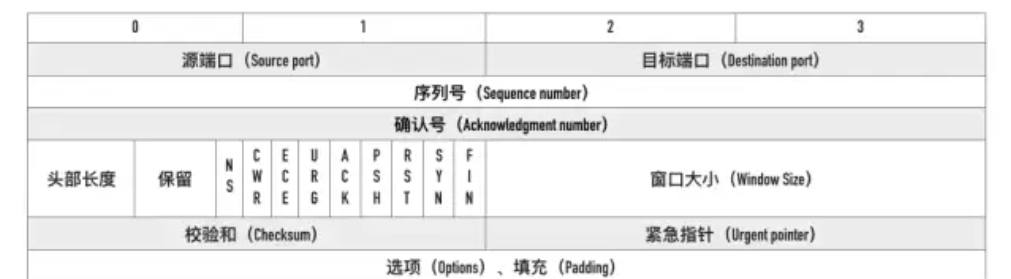 0 1 2 3
源端口（Source port） 目标端口（Destination port）
序列号（Sequence number）
确认号（Acknowledgment number）
头部长度 保留 NS CWR ECE URG ACK PSH RST SYN FIN 窗口大小（Window Size）
校验和（Checksum） 紧急指针（Urgent pointer）
选项（Options）、填充（Padding）